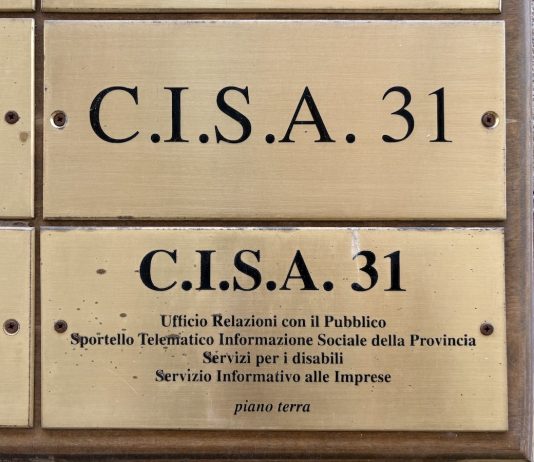 C.I.S.A. 31
C.I.S.A. 31
Ufficio Relazioni con il Pubblico
Sportello Telematico Informazione Sociale della Provincia
Servizi per i disabili
Servizio Informativo alle Imprese
piano terra